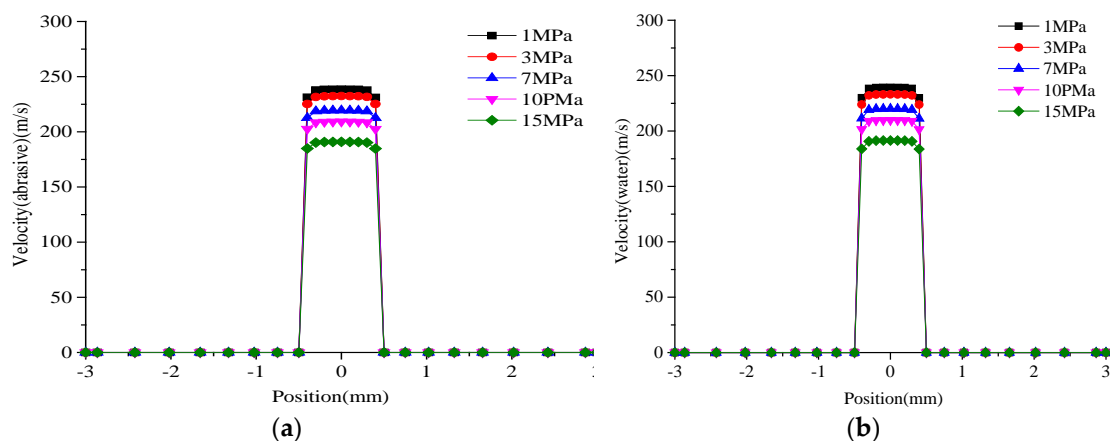 300
250
200
150
100
50
0
Velocity(abrasive)(m/s)
1MPa
3MPa
7MPa
10PMa
15MPa
-3
-2
-1
0
1
2
3
Position(mm)
(a)
300
250
200
150
100
50
0
Velocity(water)(m/s)
1MPa
3MPa
7MPa
10PMa
15MPa
-3
-2
-1
0
1
2
3
Position(mm)
(b)